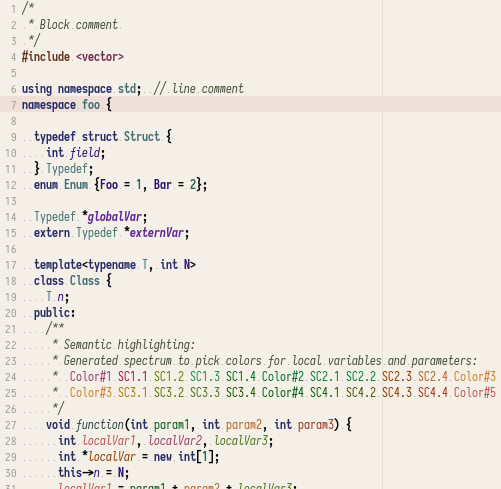 1 /*
2 * Block comment
3 */
4 #include <vector>
5
6 using namespace std; // line comment
7 namespace foo {
8
9 typedef struct Struct {
10 int field;
11 } Typedef;
12 enum Enum {Foo = 1, Bar = 2};
13
14 Typedef *globalVar;
15 extern Typedef *externVar;
16
17 template<typename T, int N>
18 class Class {
19 T n;
20 public:
21 /**
22 * Semantic highlighting:
23 * Generated spectrum to pick colors for local variables and parameters:
24 * Color#1 SC1.1 SC1.2 SC1.3 SC1.4 Color#2 SC2.1 SC2.2 SC2.3 SC2.4 Color#3
25 * Color#3 SC3.1 SC3.2 SC3.3 SC3.4 Color#4 SC4.1 SC4.2 SC4.3 SC4.4 Color#5
26 */
27 void function(int param1, int param2, int param3) {
28 int localVar1, localVar2, localVar3;
29 int *localVar = new int[1];
30 this→n = N;
31 localVar1 = param1 + param2 + localVar3;